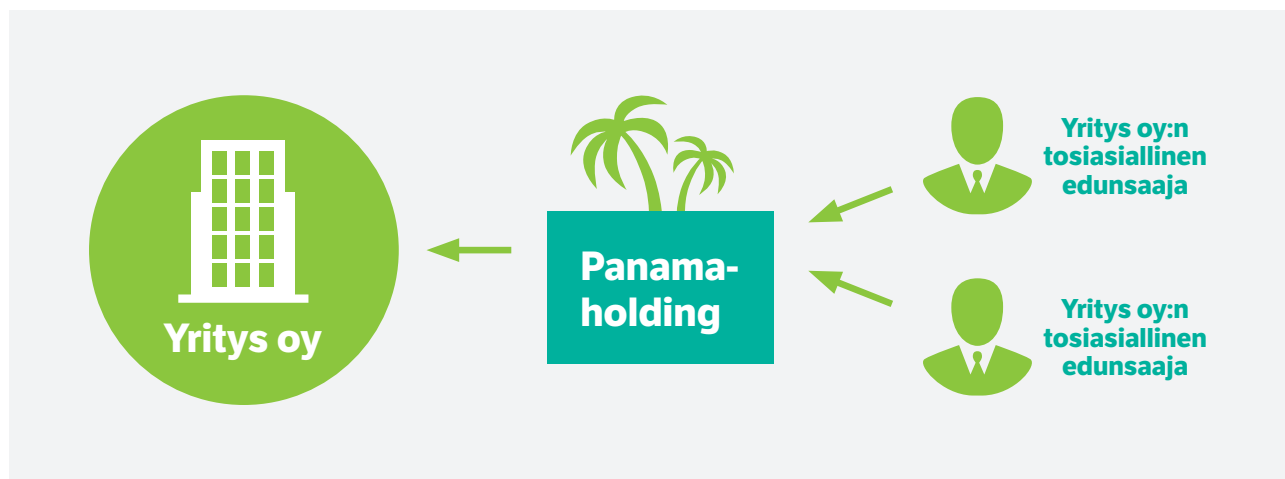 Yritys oy
Panama-
holding
Yritys oy:n
tosiasiallinen
edunsaaja
Yritys oy:n
tosiasiallinen
edunsaaja